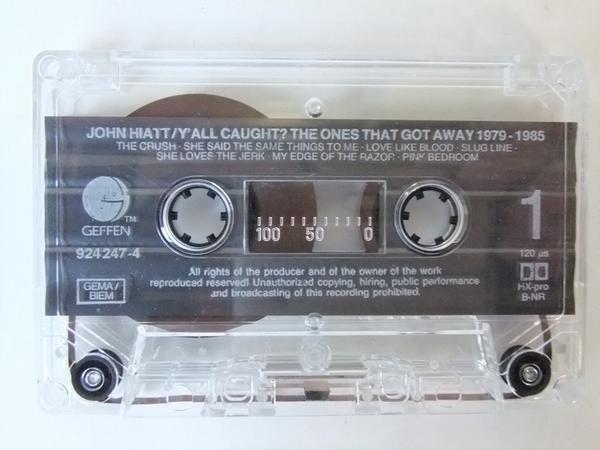 JOHN HIATT/Y'ALL CAUGHT? THE ONES THAT GOT AWAY 1979-1985
THE CRUSH · SHE SAID THE SAME THINGS TO ME · LOVE LIKE BLOOD · SLUG LINE ·
SHE LOVES THE JERK · MY EDGE OF THE RAZOR · PINK BEDROOM
TM
GEFFEN
924 247-4
GEMA/
BIEM
100 50 0
1
120 µs
HX-pro
B-NR
All rights of the producer and of the owner of the work
reproduced reserved! Unauthorized copying, hiring, public performance
and broadcasting of this recording prohibited.